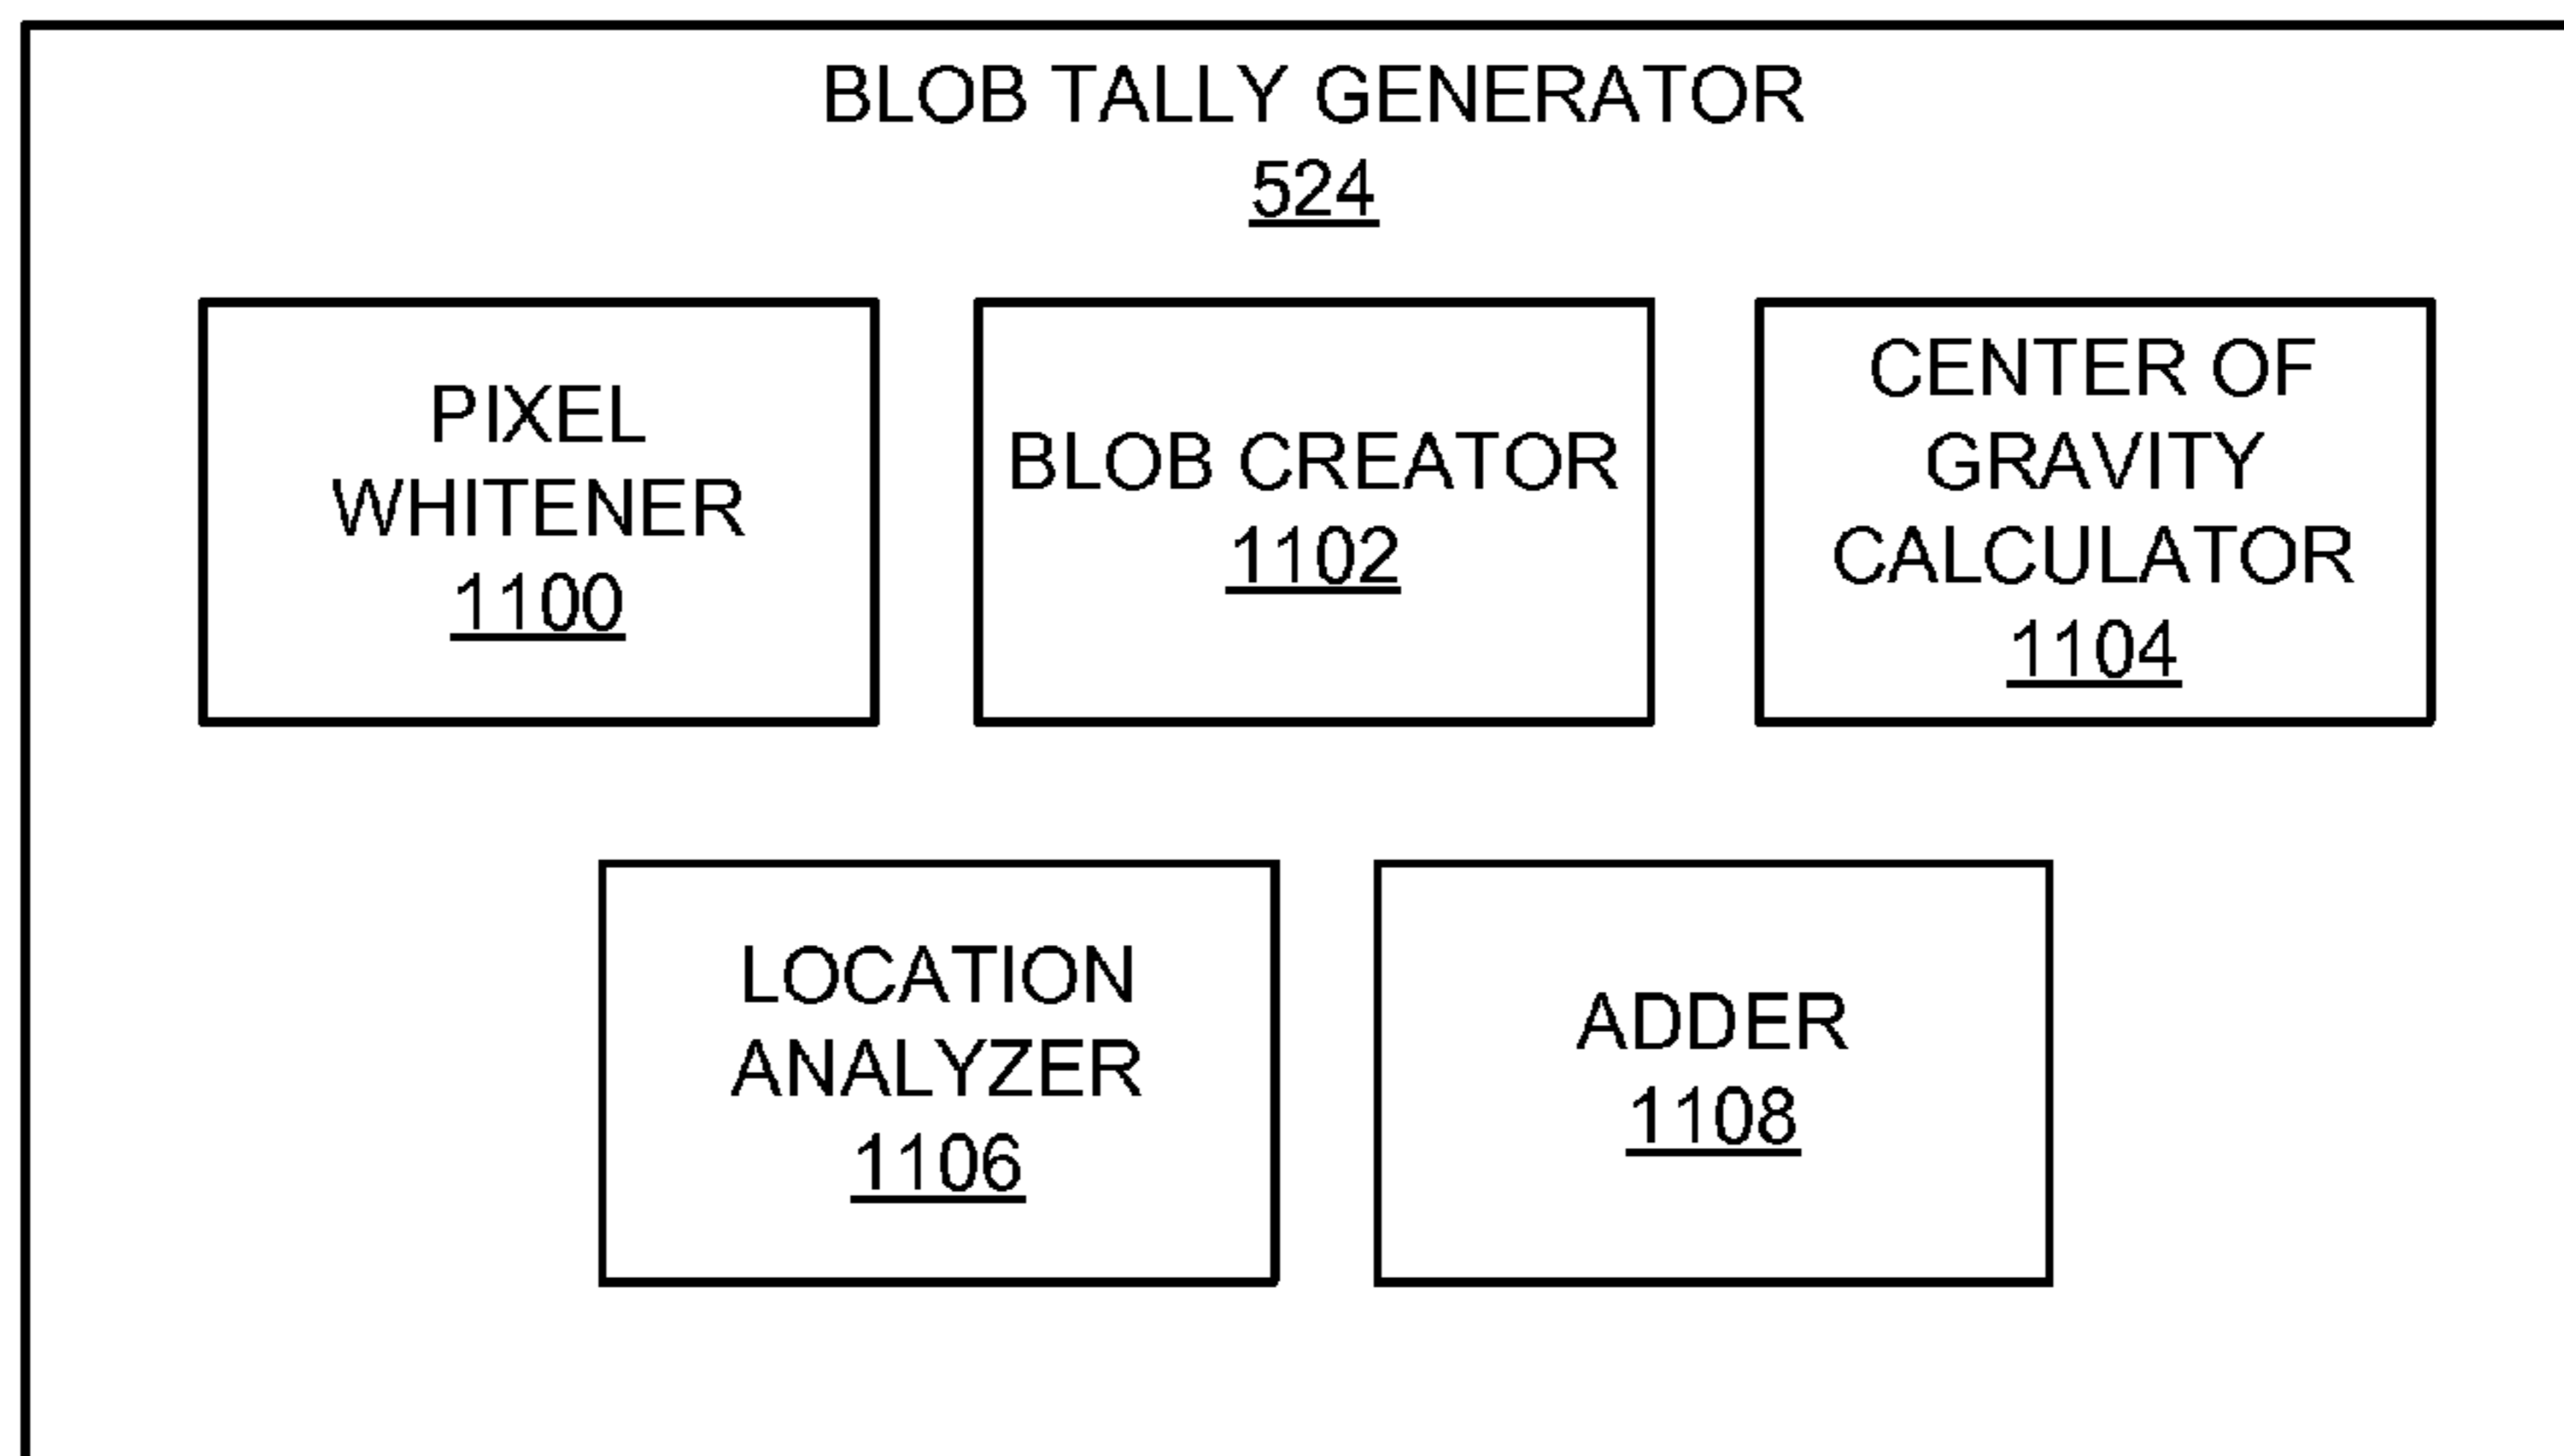 BLOB TALLY GENERATOR
524
PIXEL
WHITENER
1100
BLOB CREATOR
1102
CENTER OF
GRAVITY
CALCULATOR
1104
LOCATION
ANALYZER
1106
ADDER
1108